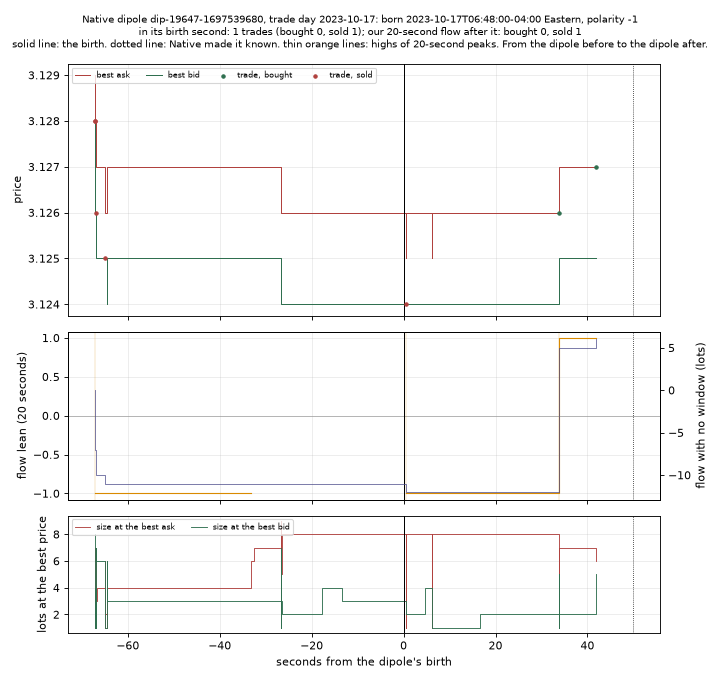 Native dipole dip-19647-1697539680, trade day 2023-10-17: born 2023-10-17T06:48:00-04:00 Eastern, polarity -1
in its birth second: 1 trades (bought 0, sold 1); our 20-second flow after it: bought 0, sold 1
solid line: the birth. dotted line: Native made it known. thin orange lines: highs of 20-second peaks. From the dipole before to the dipole after.
best ask best bid trade, bought trade, sold
3.129
3.128
3.127
3.126
3.125
3.124
price
1.0
0.5
0.0
−0.5
−1.0
flow lean (20 seconds)
5
0
−5
−10
flow with no window (lots)
size at the best ask size at the best bid
8
6
4
2
lots at the best price
−60 −40 −20 0 20 40
seconds from the dipole's birth